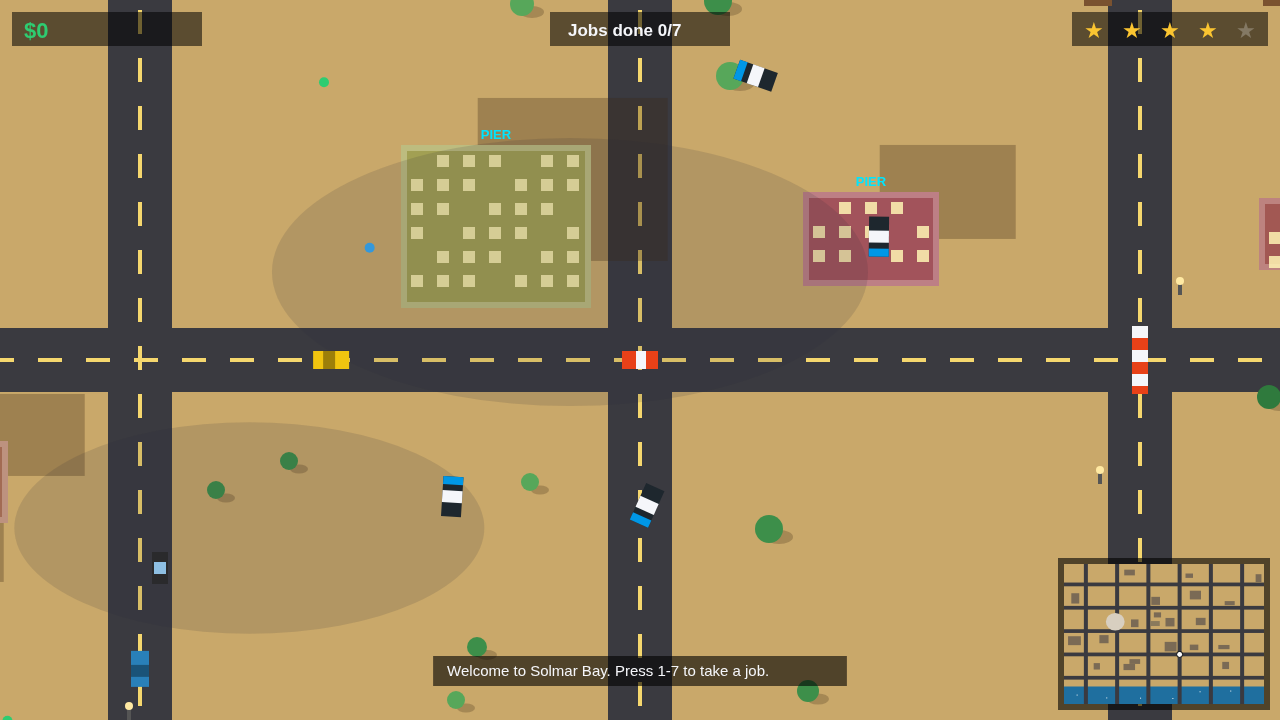 $0
Jobs done 0/7
PIER
PIER
Welcome to Solmar Bay. Press 1-7 to take a job.